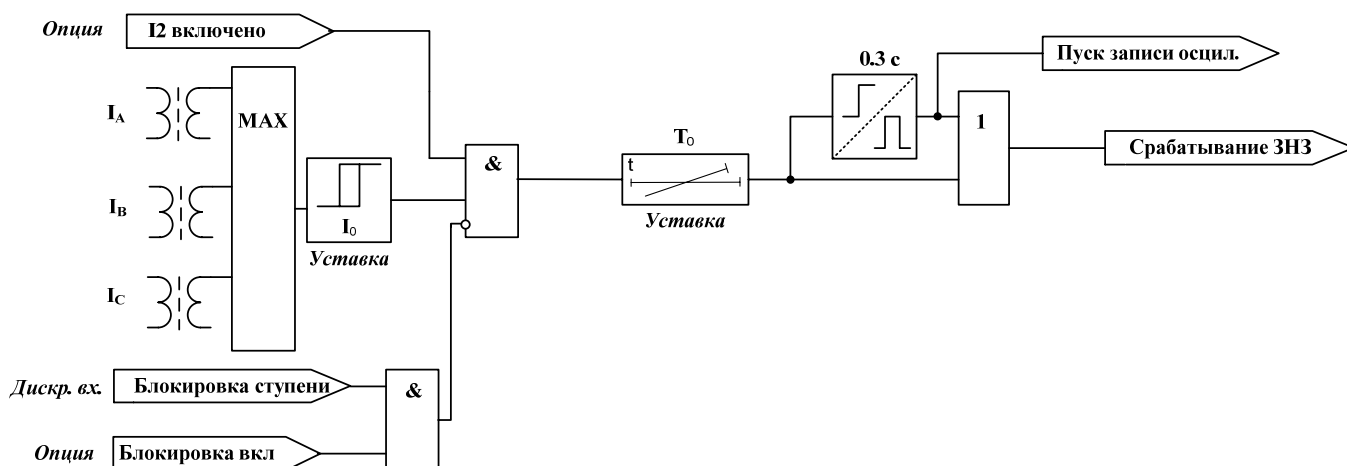 Опция
I2 включено
0.3 с
Пуск записи осцил.
IA
MAX
1
T0
Срабатывание ЗНЗ
&
t
IB
I0
Уставка
Уставка
IC
Дискр. вх.
Блокировка ступени
&
Опция
Блокировка вкл